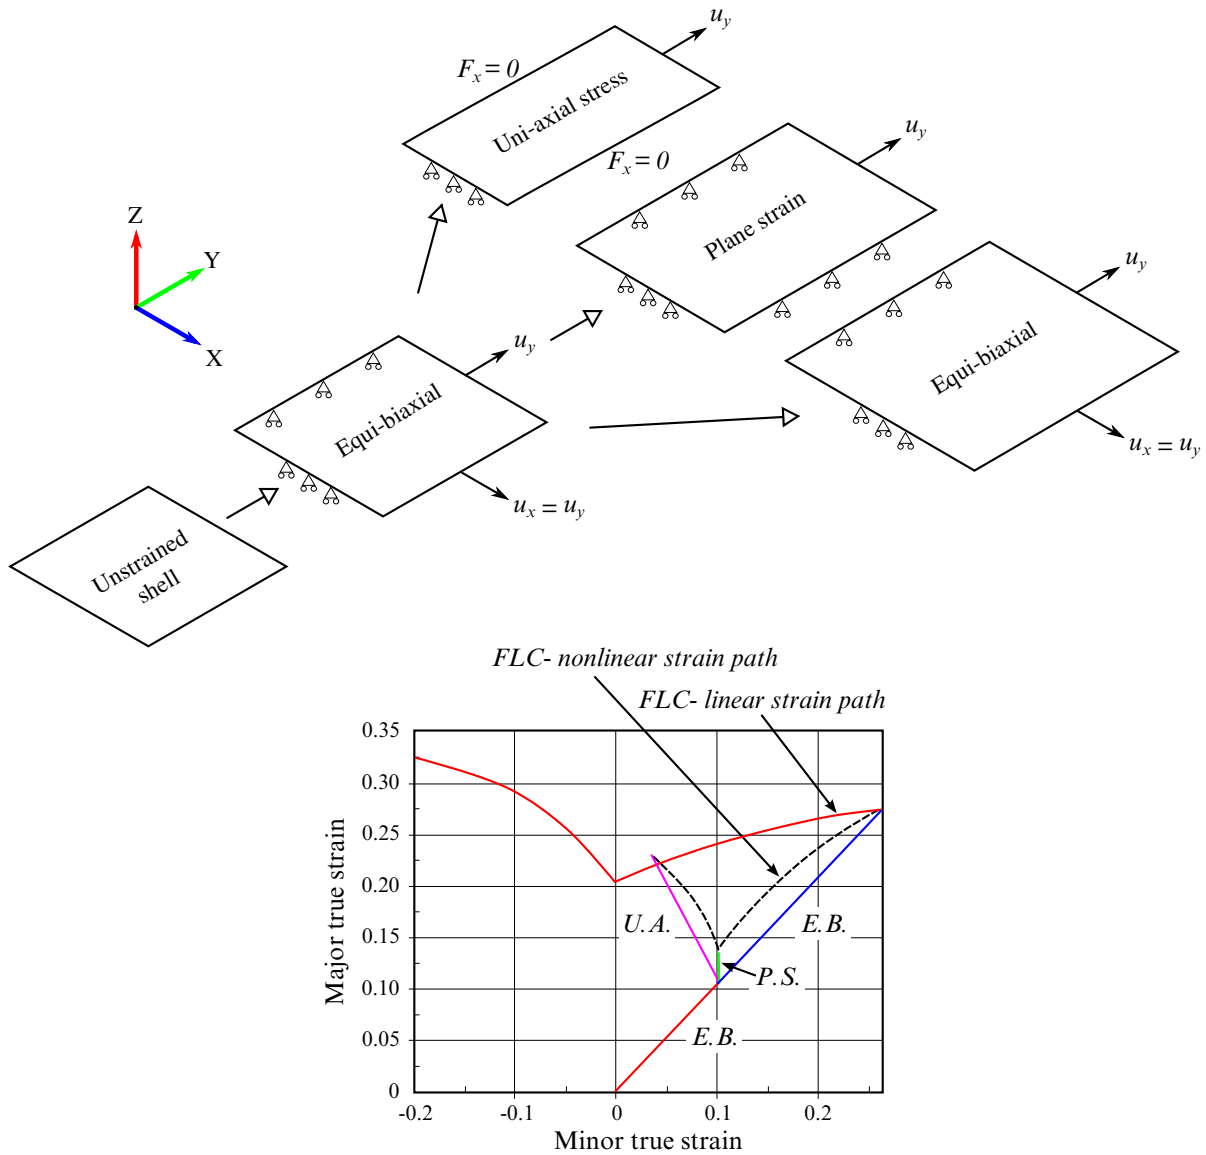 u_y
F_x = 0
Uni-axial stress
F_x = 0
u_y
Plane strain
Z
Y
X
u_y
Equi-biaxial
u_x = u_y
u_y
Equi-biaxial
u_x = u_y
Unstrained
shell
FLC- nonlinear strain path
FLC- linear strain path
0.35
0.30
0.25
0.20
0.15
0.10
0.05
0
Major true strain
U.A.
E.B.
P.S.
E.B.
-0.2
-0.1
0
0.1
0.2
Minor true strain